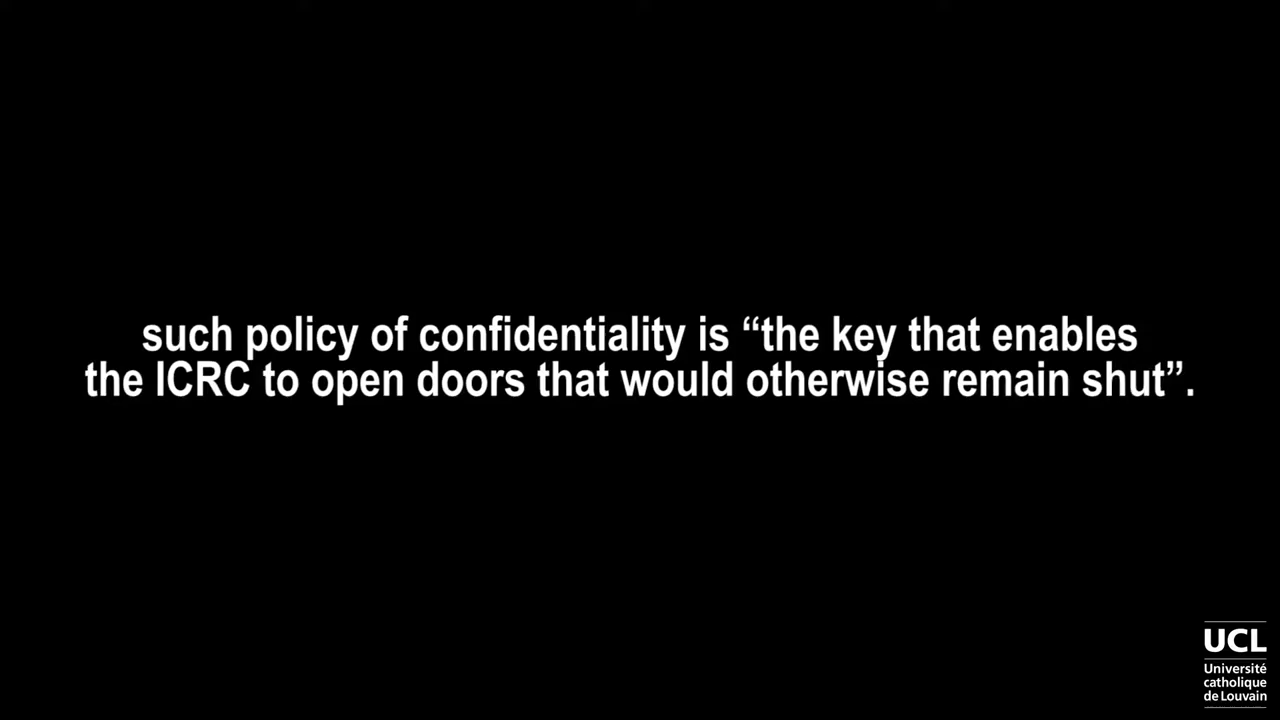 such policy of confidentiality is “the key that enables
the ICRC to open doors that would otherwise remain shut”.
UCL
Université
catholique
de Louvain